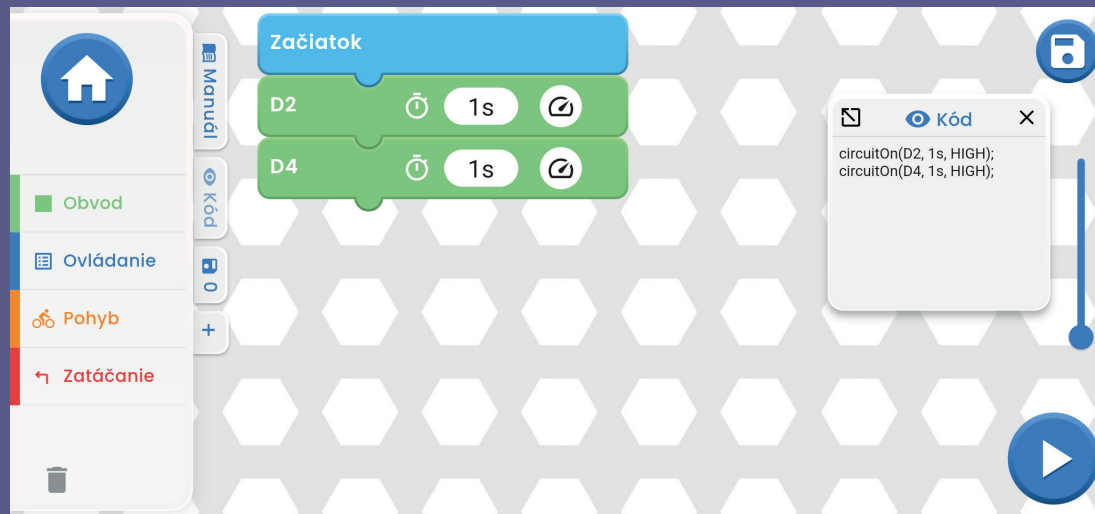 Začiatok
D2 1s
D4 1s
Manuál
Kód
0
+
Obvod
Ovládanie
Pohyb
Zatáčanie
Kód
circuitOn(D2, 1s, HIGH);
circuitOn(D4, 1s, HIGH);